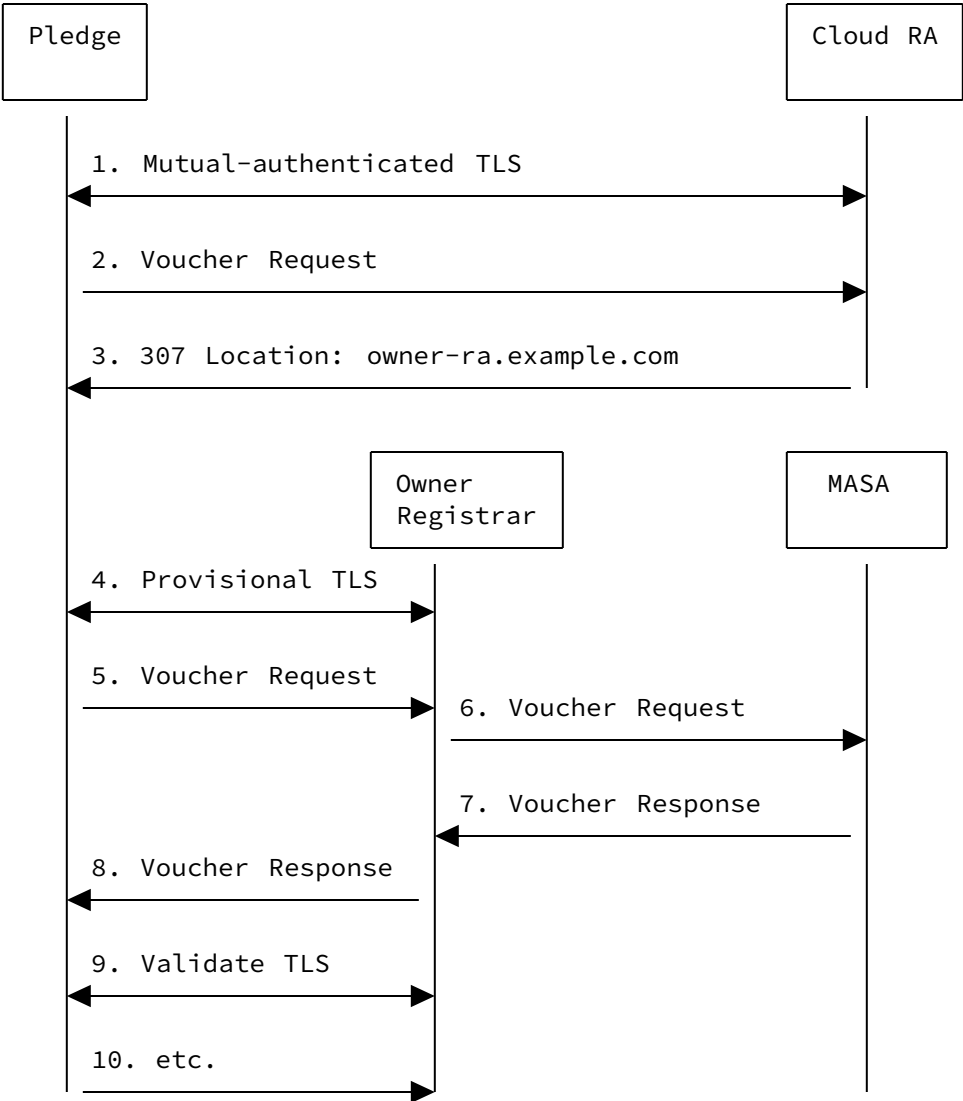 Pledge
Cloud RA
1. Mutual-authenticated TLS
2. Voucher Request
3. 307 Location: owner-ra.example.com
Owner
Registrar
MASA
4. Provisional TLS
5. Voucher Request
6. Voucher Request
7. Voucher Response
8. Voucher Response
9. Validate TLS
10. etc.